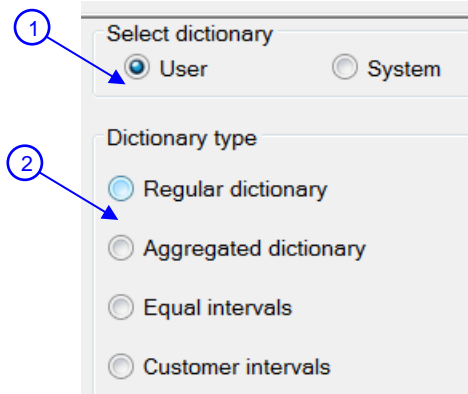 1
Select dictionary
User System
Dictionary type
2
Regular dictionary
Aggregated dictionary
Equal intervals
Customer intervals